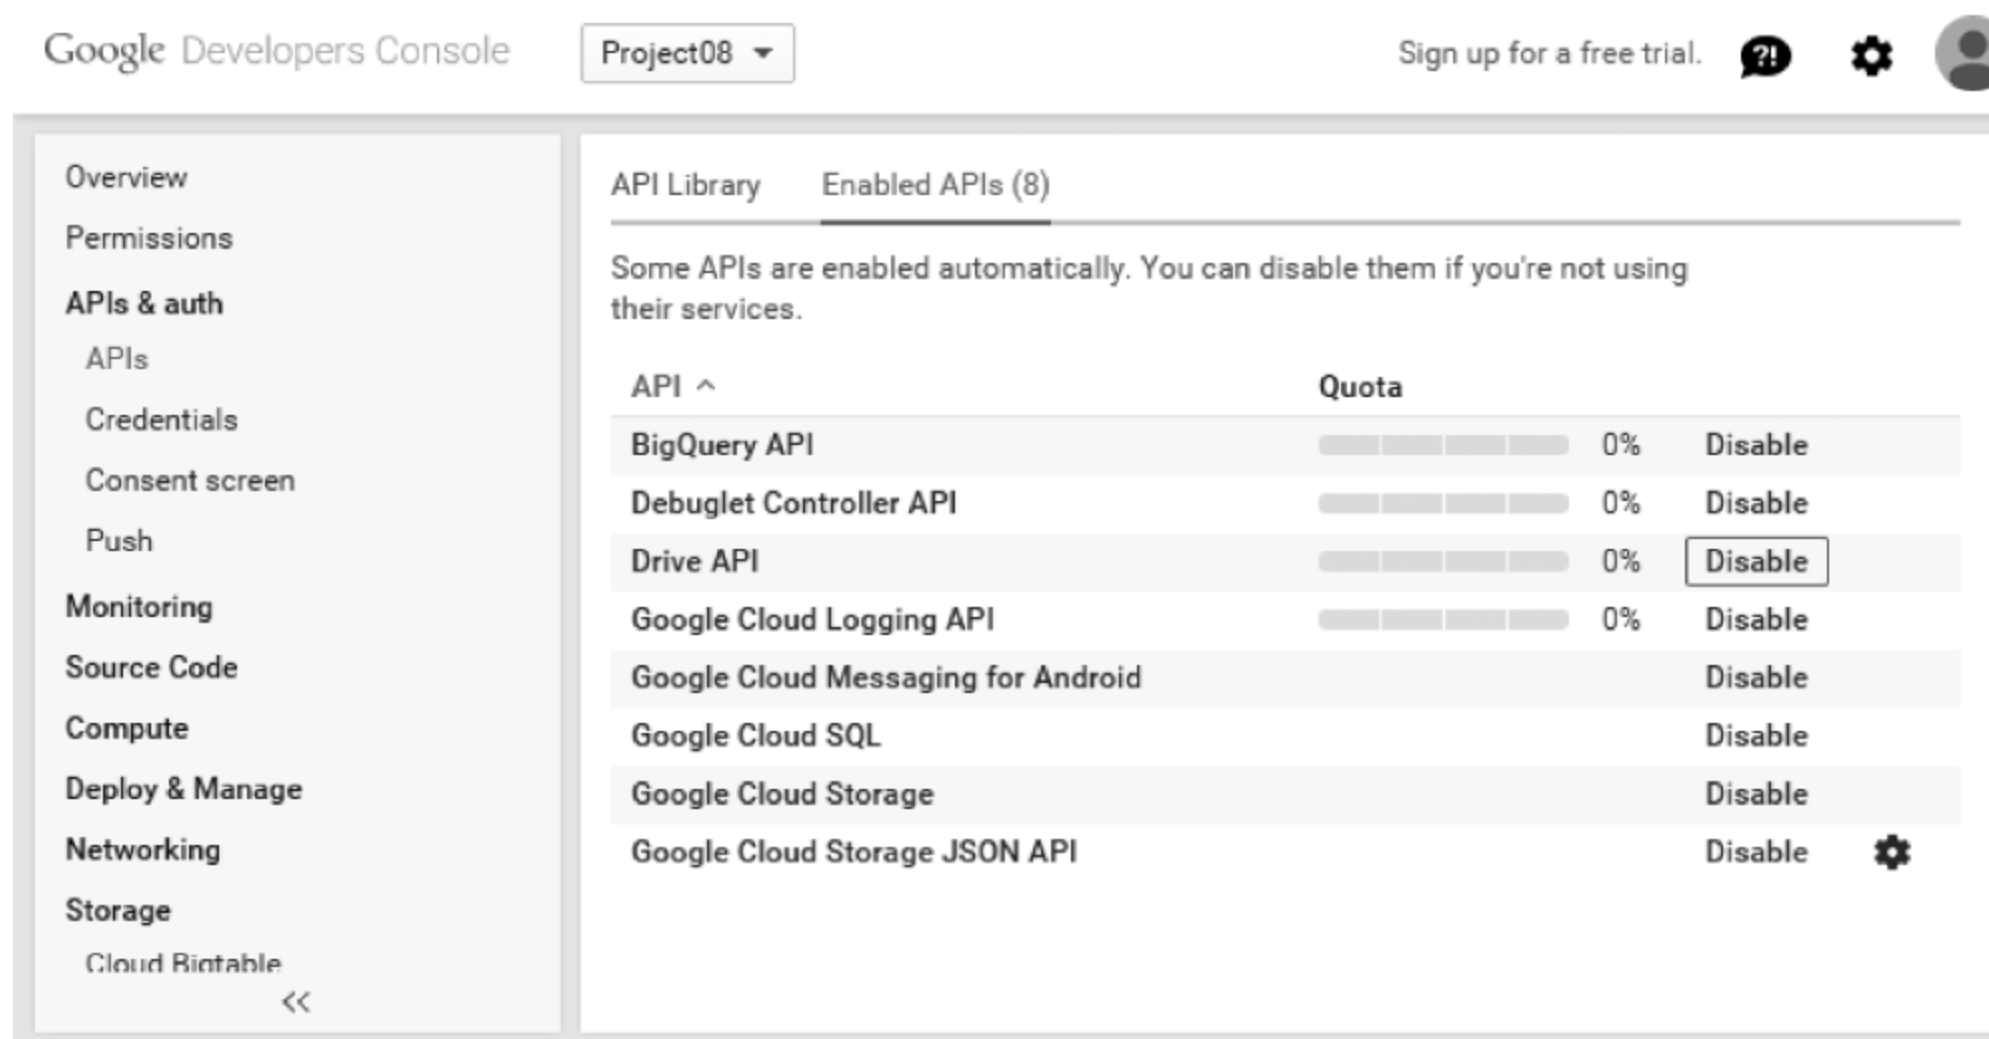 Google Developers Console
Project08
Sign up for a free trial.
?!
Overview
Permissions
APIs & auth
APIs
Credentials
Consent screen
Push
Monitoring
Source Code
Compute
Deploy & Manage
Networking
Storage
Cloud Bigtable
API Library Enabled APIs (8)
Some APIs are enabled automatically. You can disable them if you're not using
their services.
API Quota
BigQuery API 0% Disable
Debuglet Controller API 0% Disable
Drive API 0% Disable
Google Cloud Logging API 0% Disable
Google Cloud Messaging for Android Disable
Google Cloud SQL Disable
Google Cloud Storage Disable
Google Cloud Storage JSON API Disable